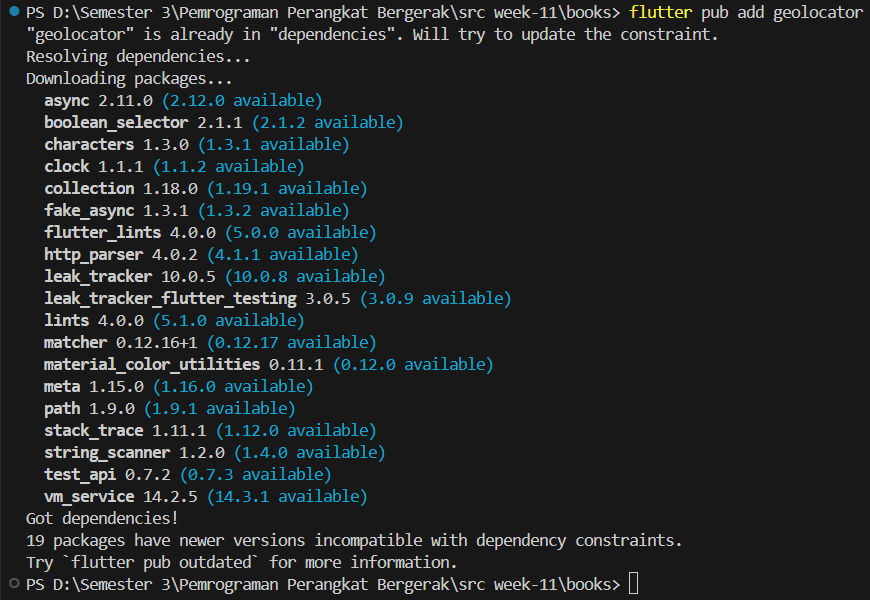 PS D:\Semester 3\Pemrograman Perangkat Bergerak\src week-11\books> flutter pub add geolocator
"geolocator" is already in "dependencies". Will try to update the constraint.
Resolving dependencies...
Downloading packages...
  async 2.11.0 (2.12.0 available)
  boolean_selector 2.1.1 (2.1.2 available)
  characters 1.3.0 (1.3.1 available)
  clock 1.1.1 (1.1.2 available)
  collection 1.18.0 (1.19.1 available)
  fake_async 1.3.1 (1.3.2 available)
  flutter_lints 4.0.0 (5.0.0 available)
  http_parser 4.0.2 (4.1.1 available)
  leak_tracker 10.0.5 (10.0.8 available)
  leak_tracker_flutter_testing 3.0.5 (3.0.9 available)
  lints 4.0.0 (5.1.0 available)
  matcher 0.12.16+1 (0.12.17 available)
  material_color_utilities 0.11.1 (0.12.0 available)
  meta 1.15.0 (1.16.0 available)
  path 1.9.0 (1.9.1 available)
  stack_trace 1.11.1 (1.12.0 available)
  string_scanner 1.2.0 (1.4.0 available)
  test_api 0.7.2 (0.7.3 available)
  vm_service 14.2.5 (14.3.1 available)
Got dependencies!
19 packages have newer versions incompatible with dependency constraints.
Try `flutter pub outdated` for more information.
PS D:\Semester 3\Pemrograman Perangkat Bergerak\src week-11\books>